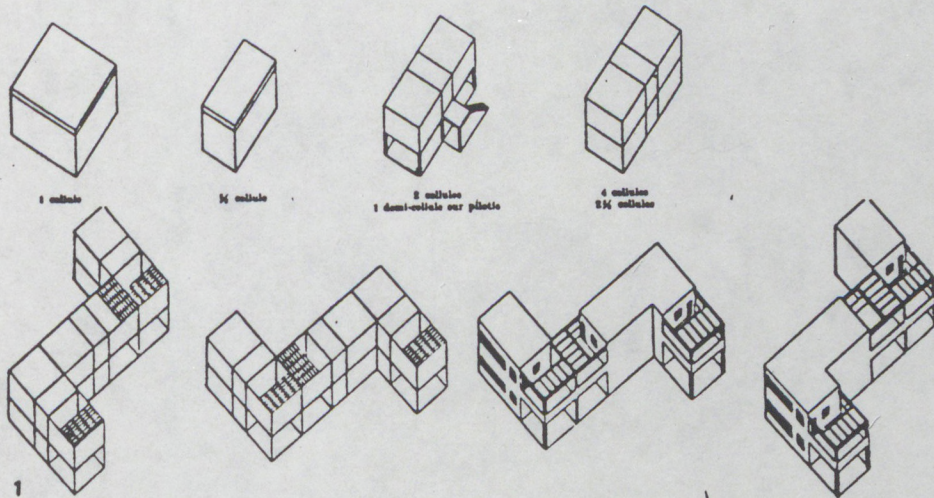 1 cellule
½ cellule
2 cellules
1 demi-cellule sur pilotis
4 cellules
2½ cellules
1